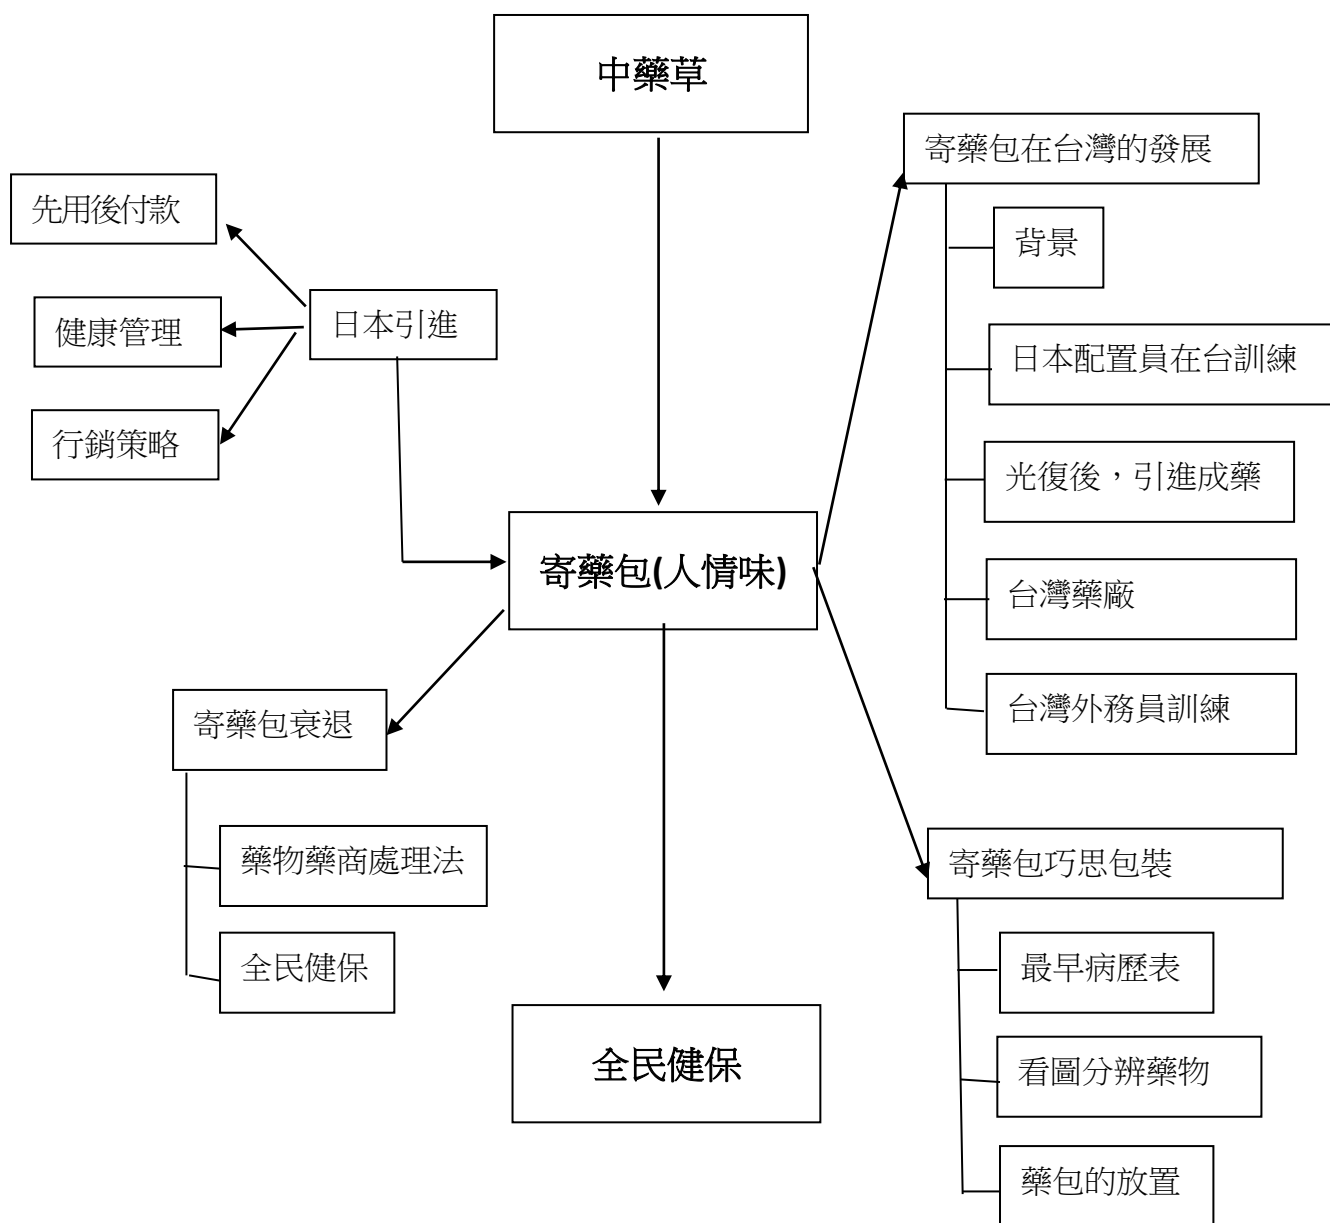 中藥草
寄藥包在台灣的發展
先用後付款
背景
健康管理
日本引進
日本配置員在台訓練
行銷策略
光復後，引進成藥
寄藥包(人情味)
台灣藥廠
寄藥包衰退
台灣外務員訓練
藥物藥商處理法
寄藥包巧思包裝
全民健保
最早病歷表
全民健保
看圖分辨藥物
藥包的放置